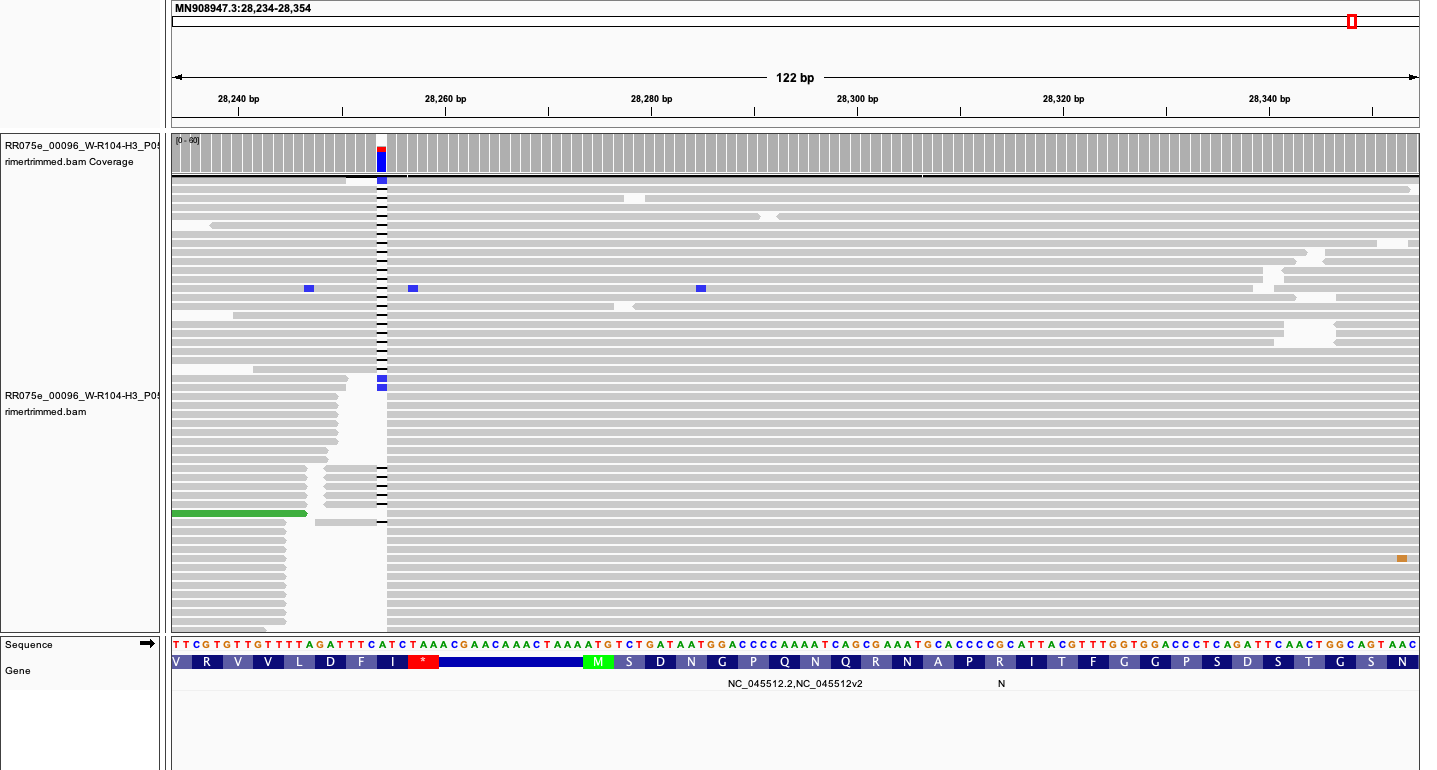 MN908947.3:28,234-28,354
122 bp
28,240 bp 28,260 bp 28,280 bp 28,300 bp 28,320 bp 28,340 bp
[0 - 60]
RR075e_00096_W-R104-H3_P05
rimertrimmed.bam Coverage
RR075e_00096_W-R104-H3_P05
rimertrimmed.bam
Sequence
TTCGTGTTGTTTTAGATTTCATCTAAACGAACAAACTAAAATGTCTGATAATGGACCCCAAAATCAGCGAAATGCACCCCGCATTACGTTTGGTGGACCCTCAGATTCAACTGGCAGTAAC
Gene
V R V V L D F I * M S D N G P Q N Q R N A P R I T F G G P S D S T G S N
NC_045512.2,NC_045512v2 N